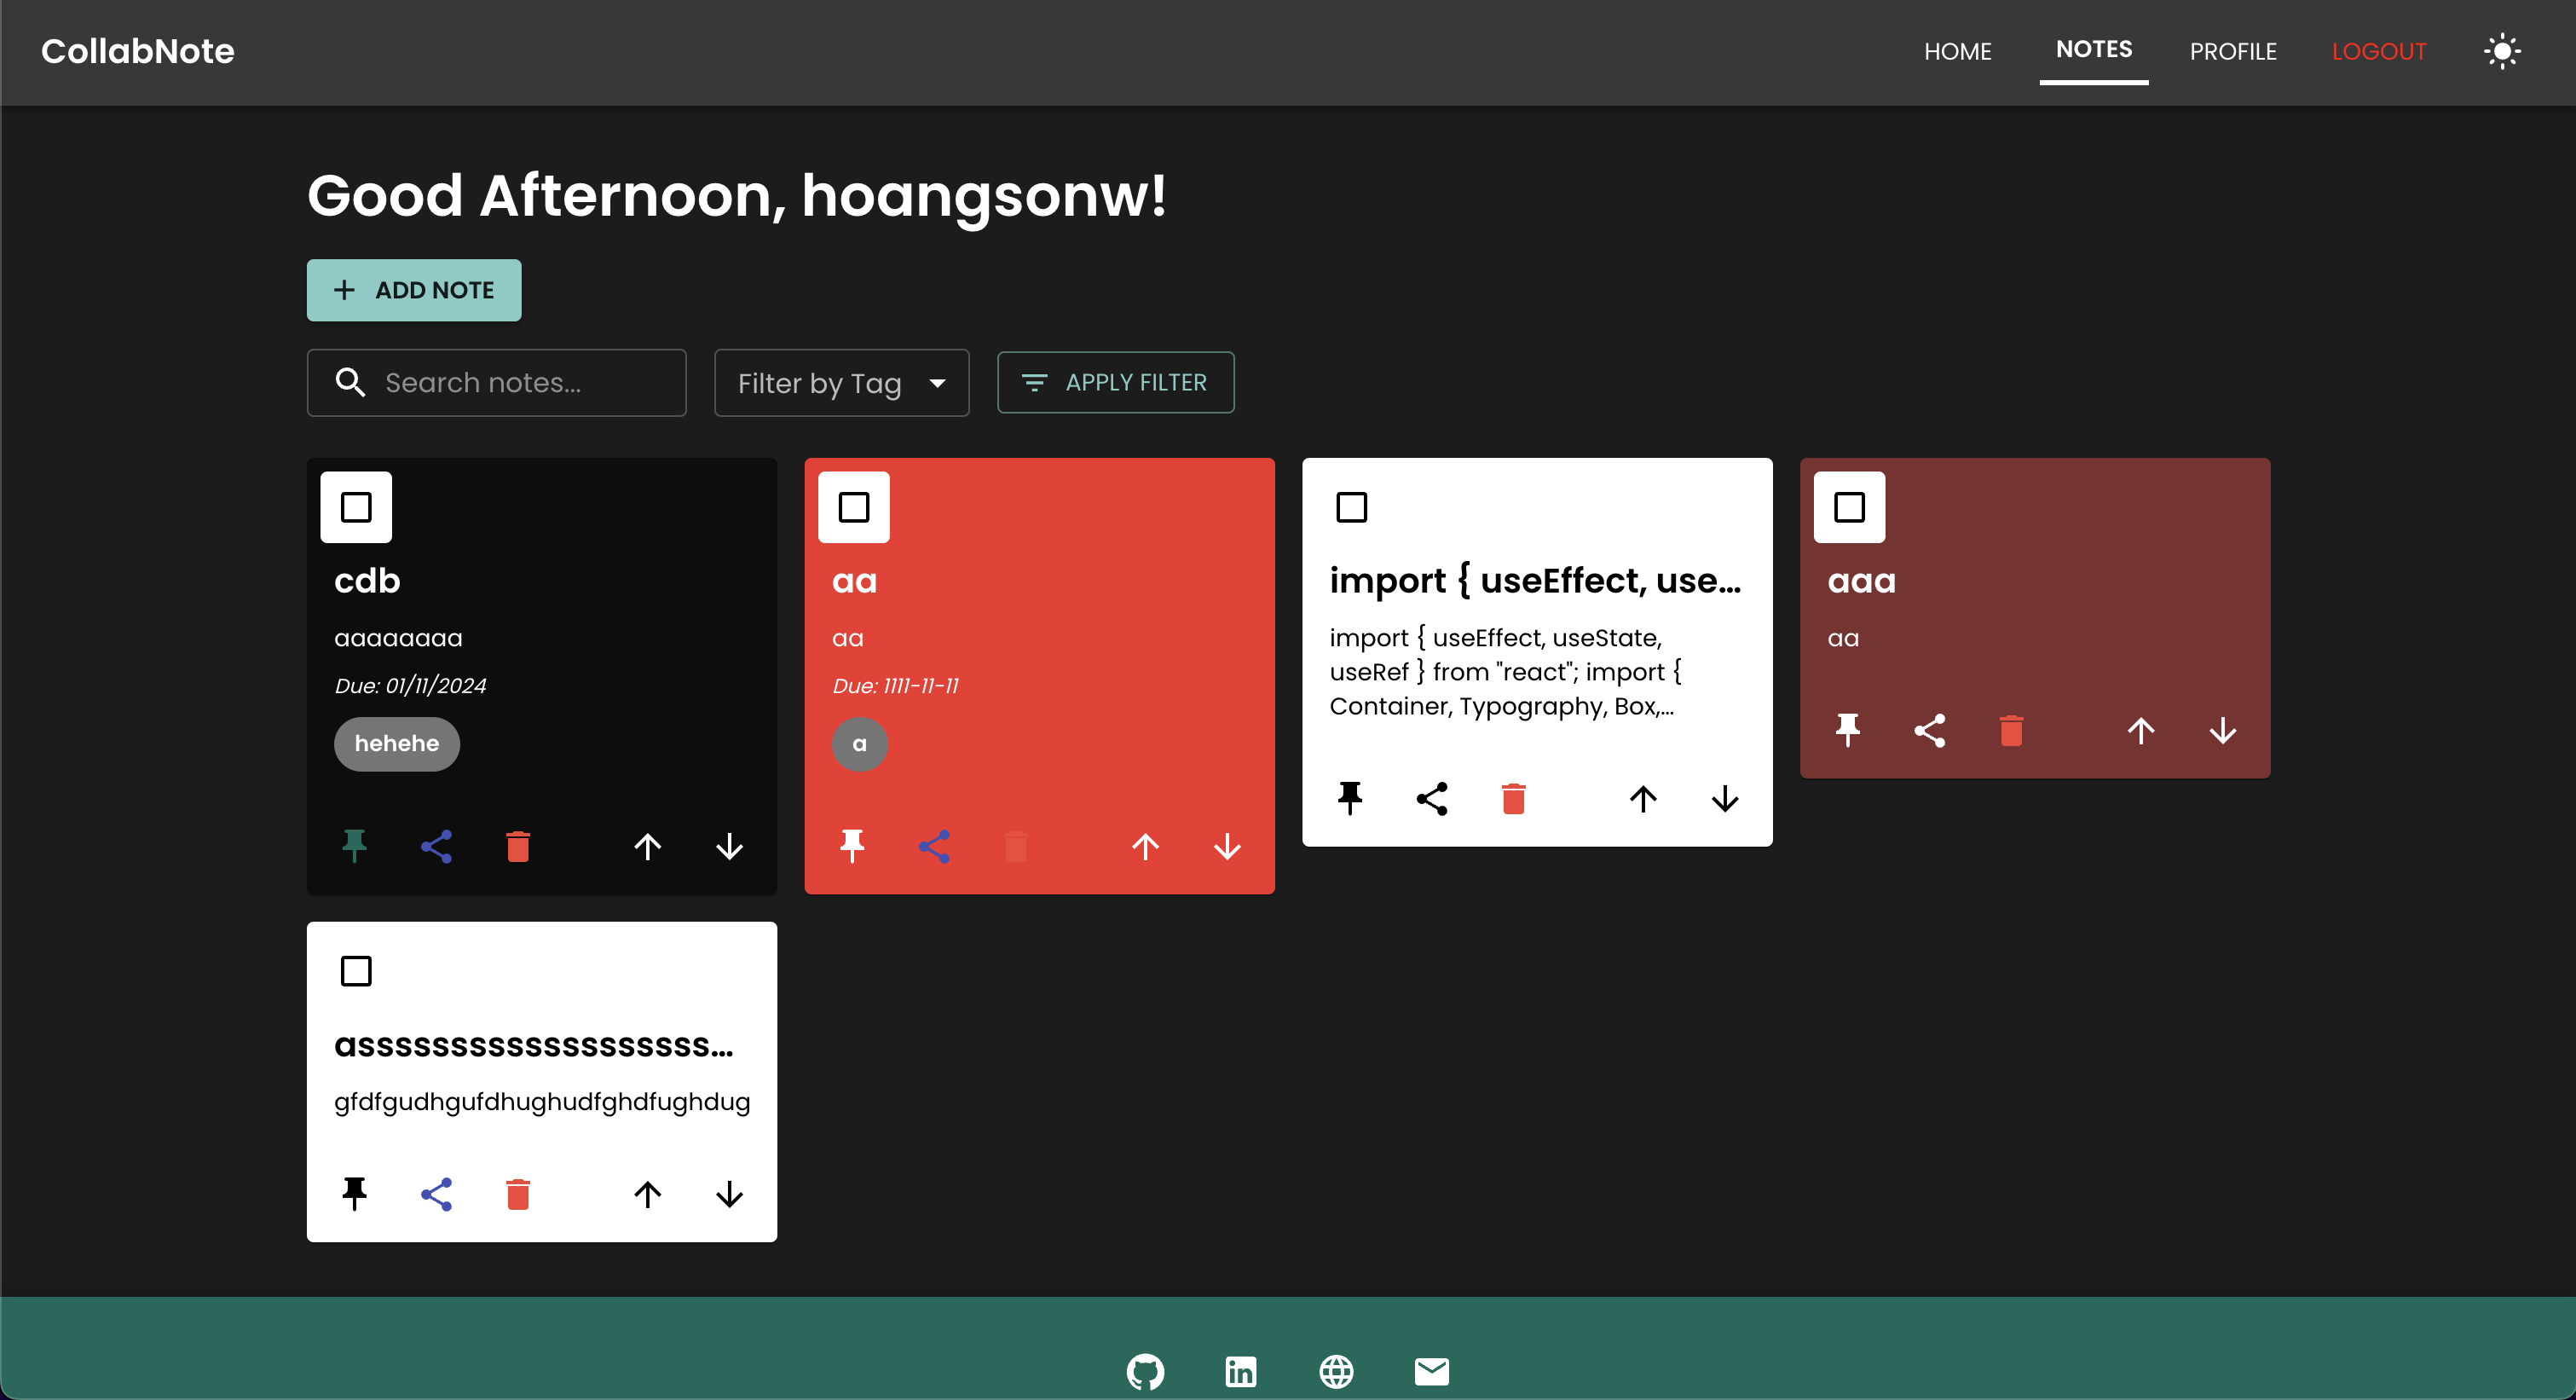 CollabNote
HOME
NOTES
PROFILE
LOGOUT
Good Afternoon, hoangsonw!
ADD NOTE
Search notes...
Filter by Tag
APPLY FILTER
cdb
aaaaaaaa
Due: 01/11/2024
hehehe
aa
aa
Due: 1111-11-11
a
import { useEffect, use...
import { useEffect, useState,
useRef } from "react"; import {
Container, Typography, Box,...
aaa
aa
asssssssssssssssssss...
gfdfgudhgufdhughudfghdfughdug